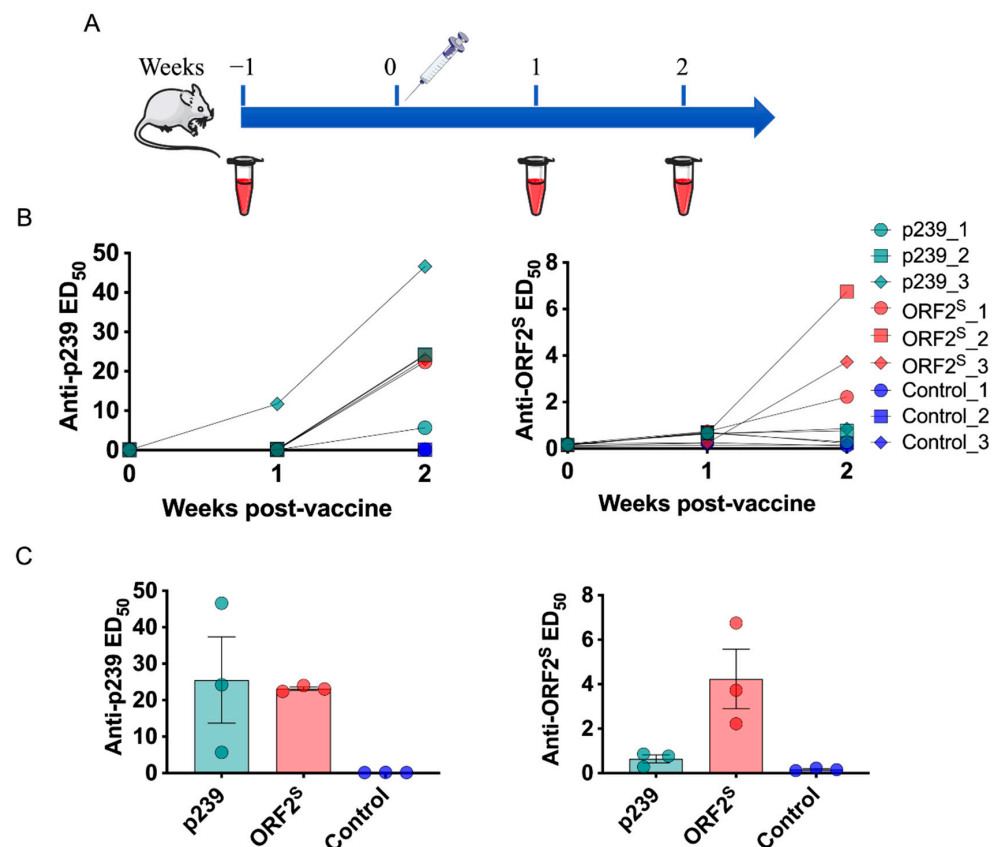 A
Weeks −1 0 1 2
B
Anti-p239 ED50
50
40
30
20
10
0
0 1 2
Weeks post-vaccine
Anti-ORF2S ED50
8
6
4
2
0
0 1 2
Weeks post-vaccine
p239_1
p239_2
p239_3
ORF2S_1
ORF2S_2
ORF2S_3
Control_1
Control_2
Control_3
C
Anti-p239 ED50
50
40
30
20
10
0
p239 ORF2S Control
Anti-ORF2S ED50
8
6
4
2
0
p239 ORF2S Control